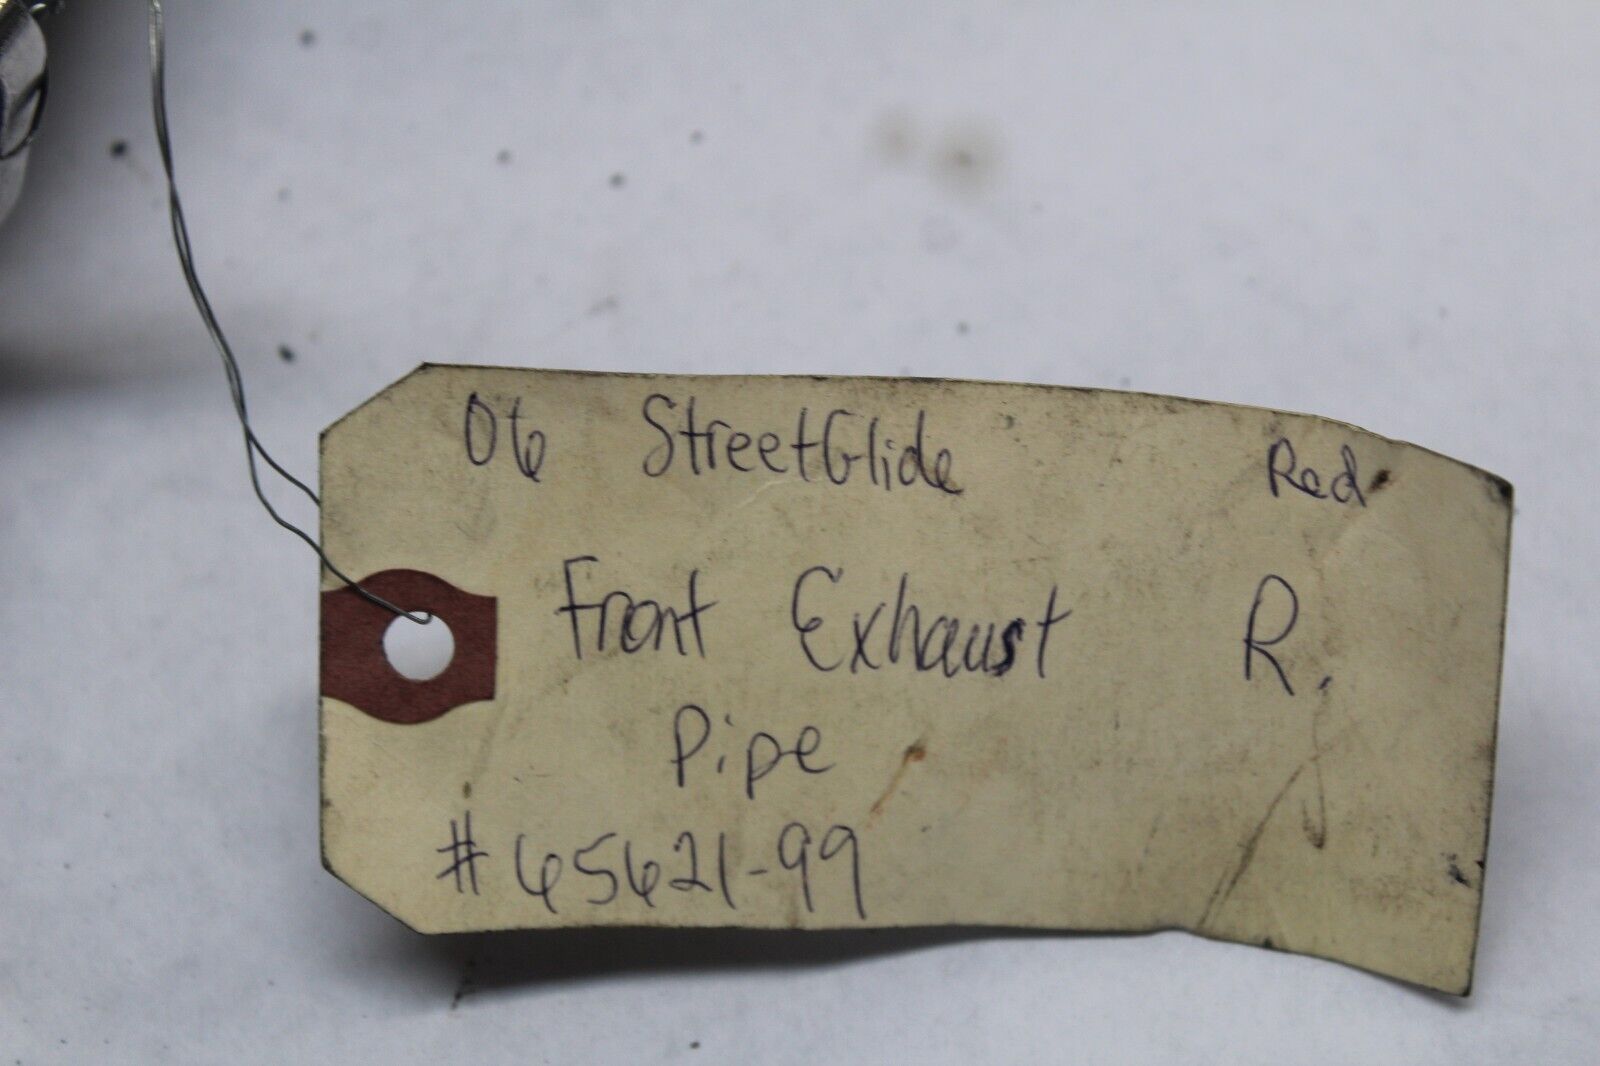 06 StreetGlide Red
Front Exhaust R.
Pipe
#65621-99